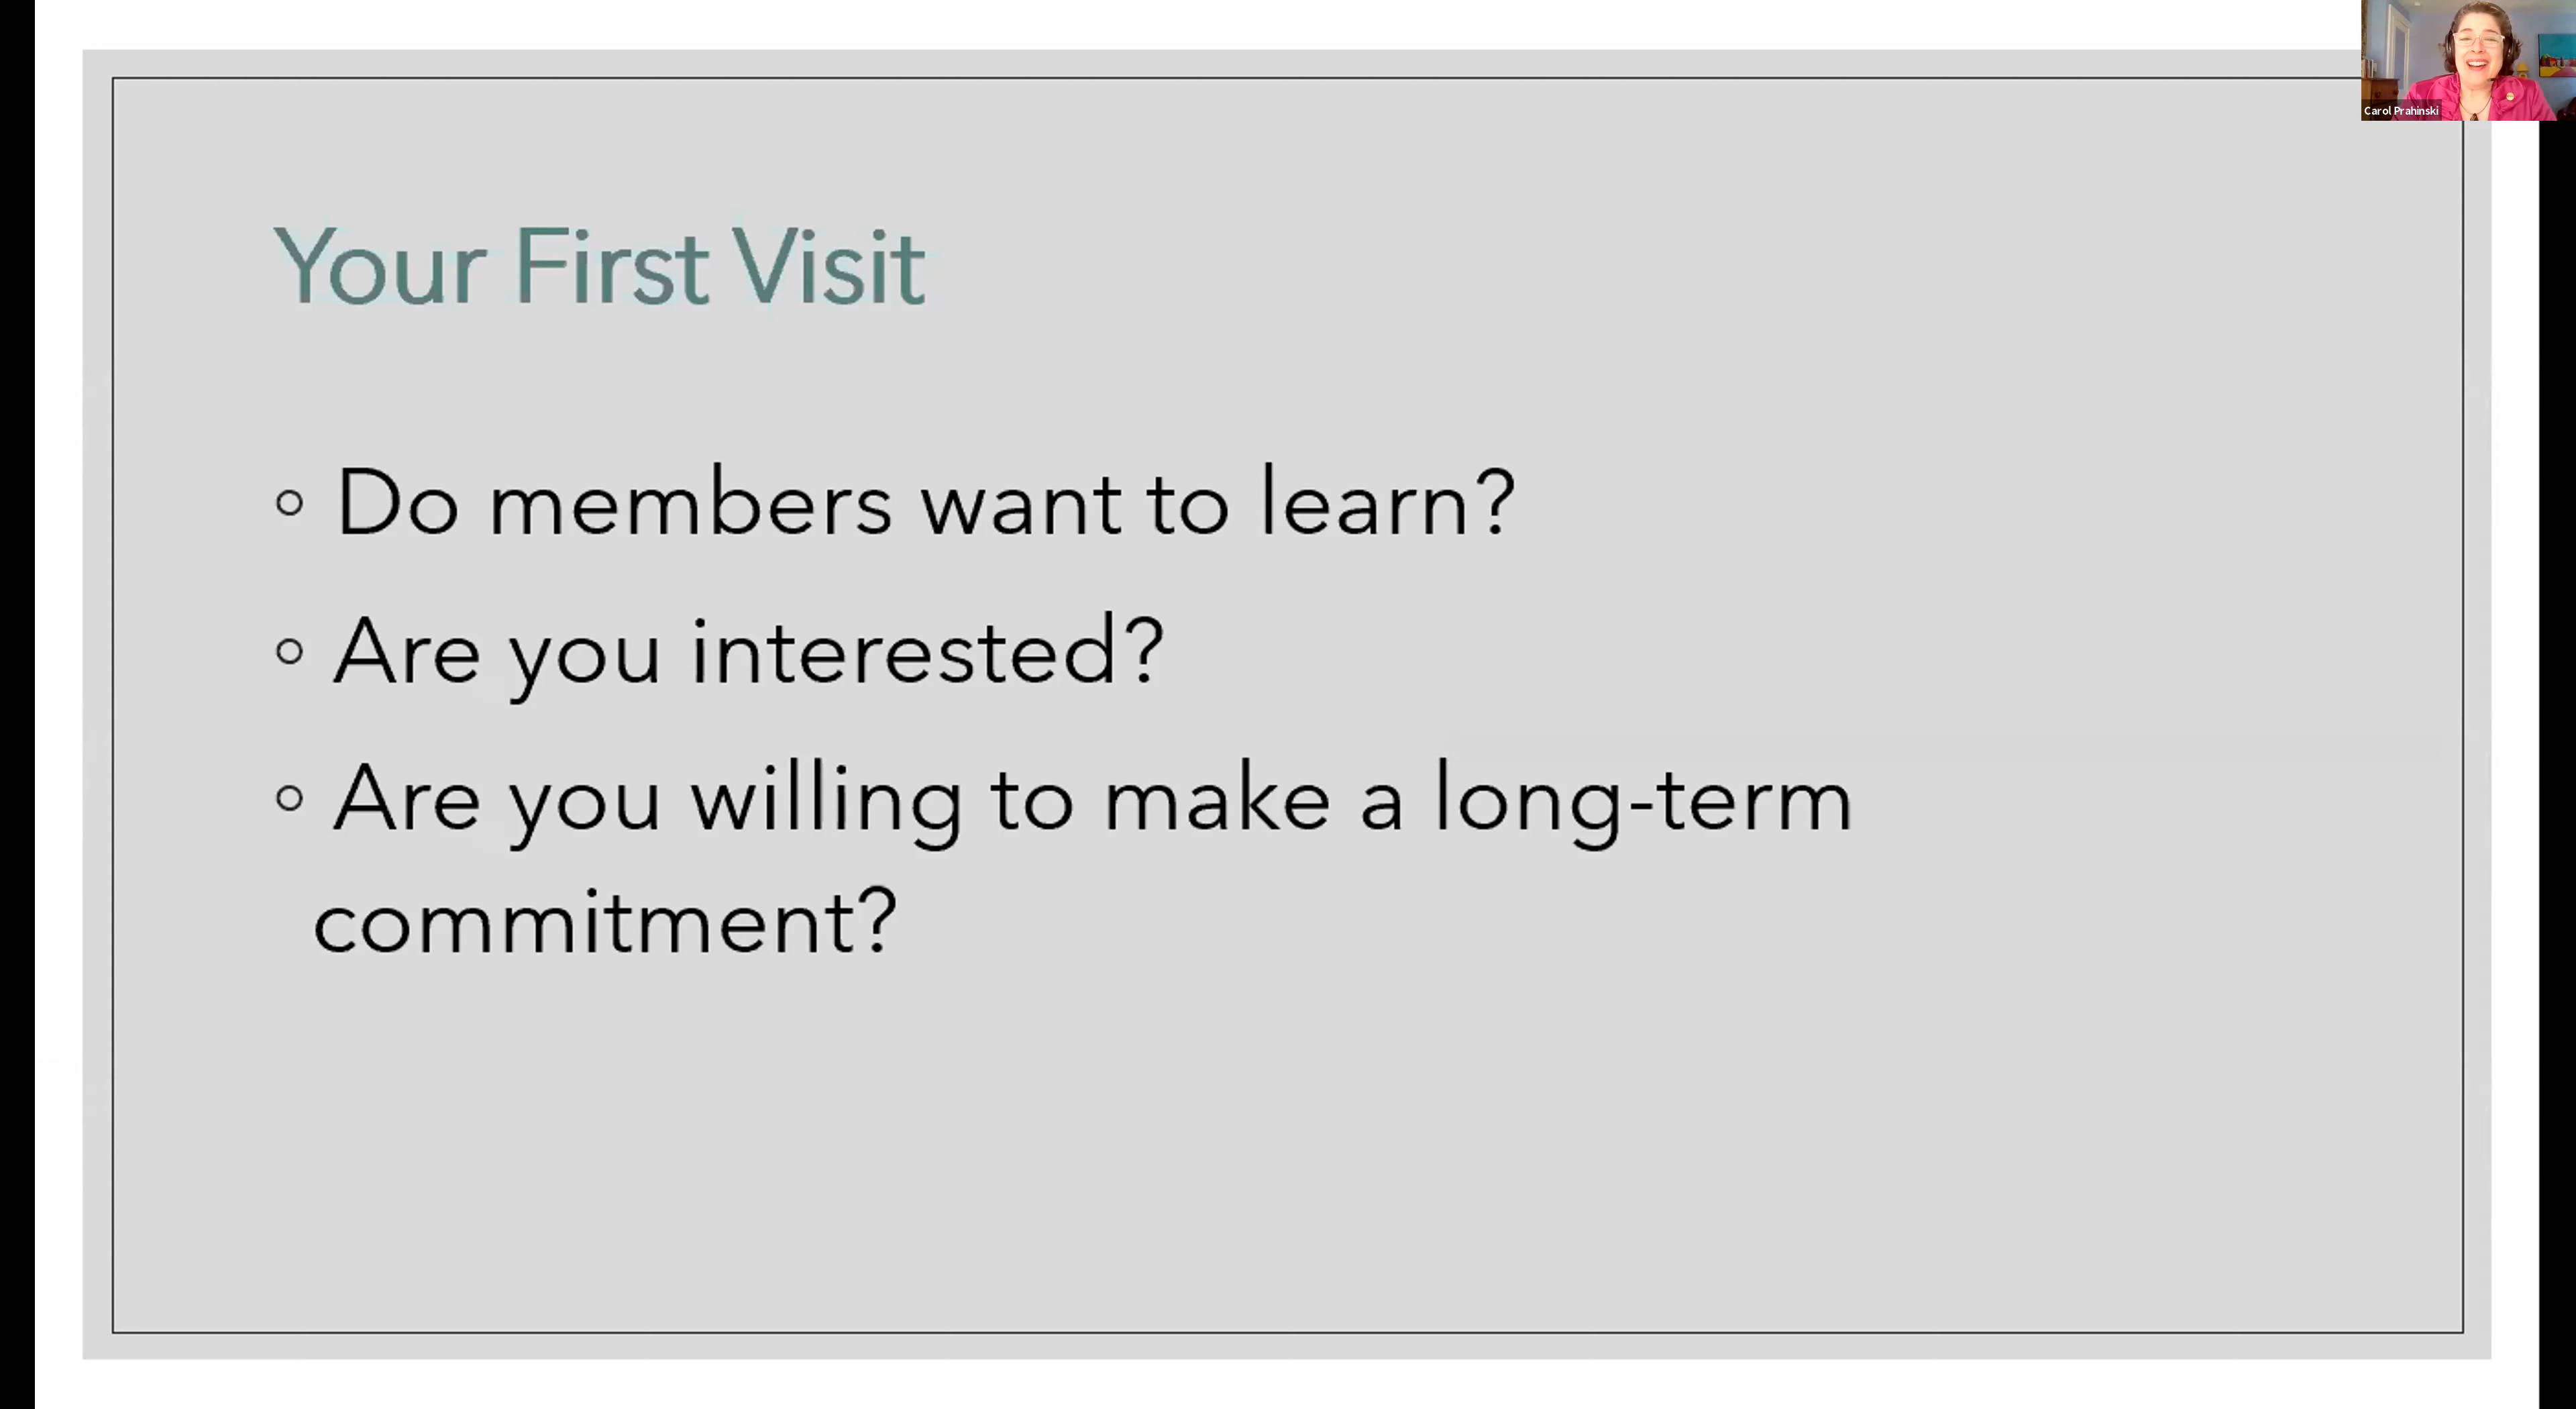 Carol Prahinski
Your First Visit
◦ Do members want to learn?
◦ Are you interested?
◦ Are you willing to make a long-term
commitment?